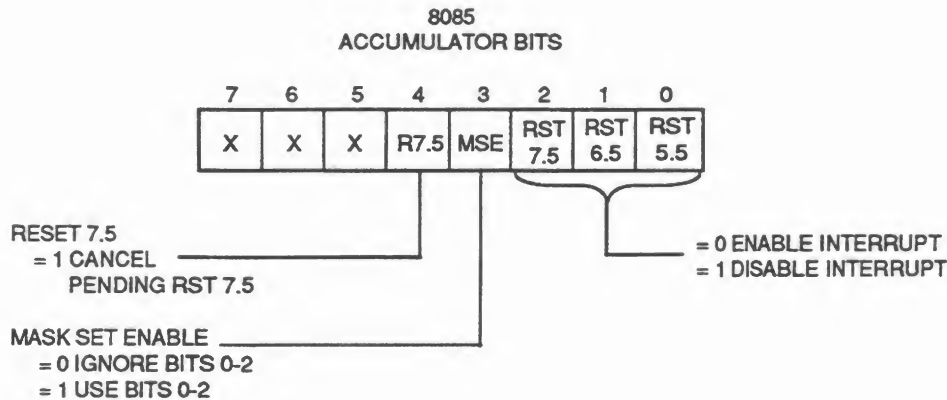 8085
ACCUMULATOR BITS
7 6 5 4 3 2 1 0
X X X R7.5 MSE RST 7.5 RST 6.5 RST 5.5
RESET 7.5
= 1 CANCEL
PENDING RST 7.5
= 0 ENABLE INTERRUPT
= 1 DISABLE INTERRUPT
MASK SET ENABLE
= 0 IGNORE BITS 0-2
= 1 USE BITS 0-2